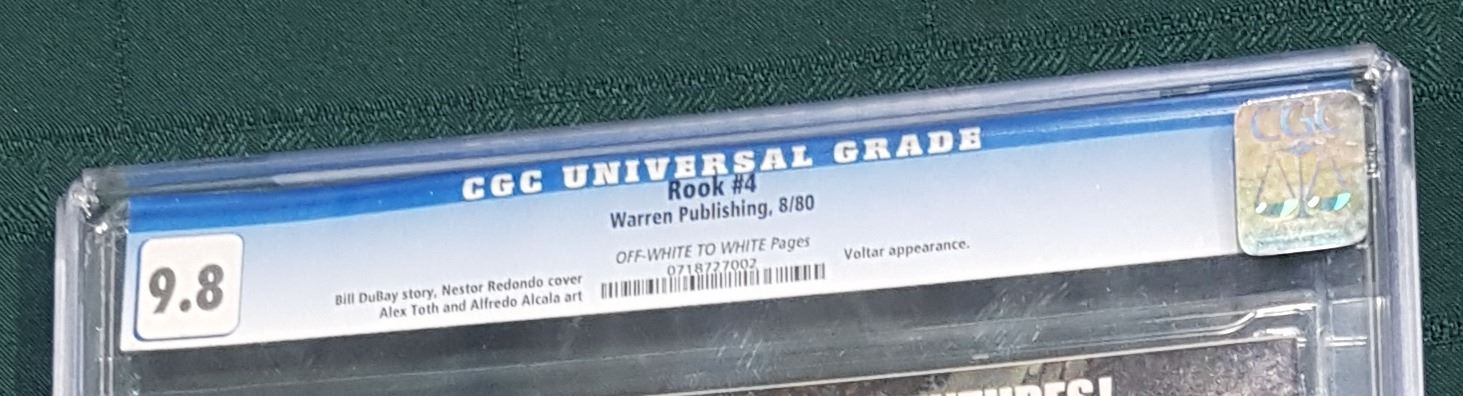 CGC UNIVERSAL GRADE
Rook #4
Warren Publishing, 8/80
OFF-WHITE TO WHITE Pages
0718727002
9.8
Bill DuBay story, Nestor Redondo cover
Alex Toth and Alfredo Alcala art
Voltar appearance.
CGC